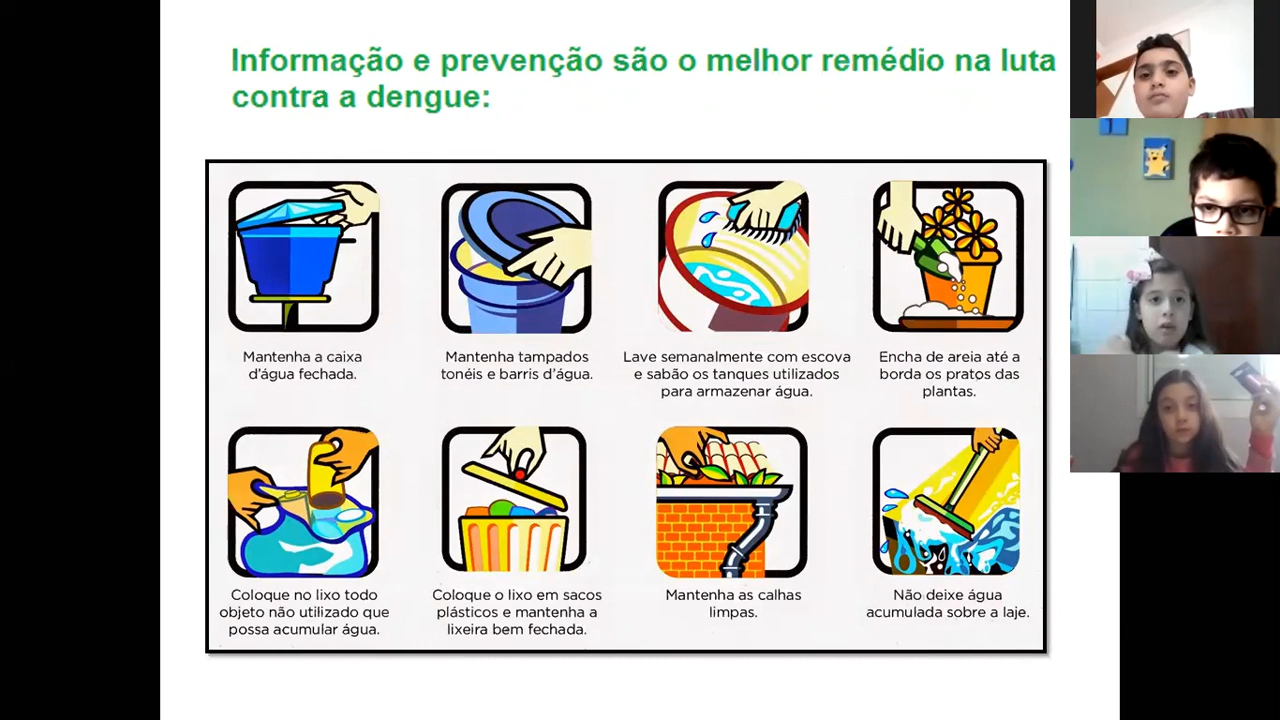 Informação e prevenção são o melhor remédio na luta
contra a dengue:
Mantenha a caixa
d'água fechada.
Mantenha tampados
tonéis e barris d'água.
Lave semanalmente com escova
e sabão os tanques utilizados
para armazenar água.
Encha de areia até a
borda os pratos das
plantas.
Coloque no lixo todo
objeto não utilizado que
possa acumular água.
Coloque o lixo em sacos
plásticos e mantenha a
lixeira bem fechada.
Mantenha as calhas
limpas.
Não deixe água
acumulada sobre a laje.